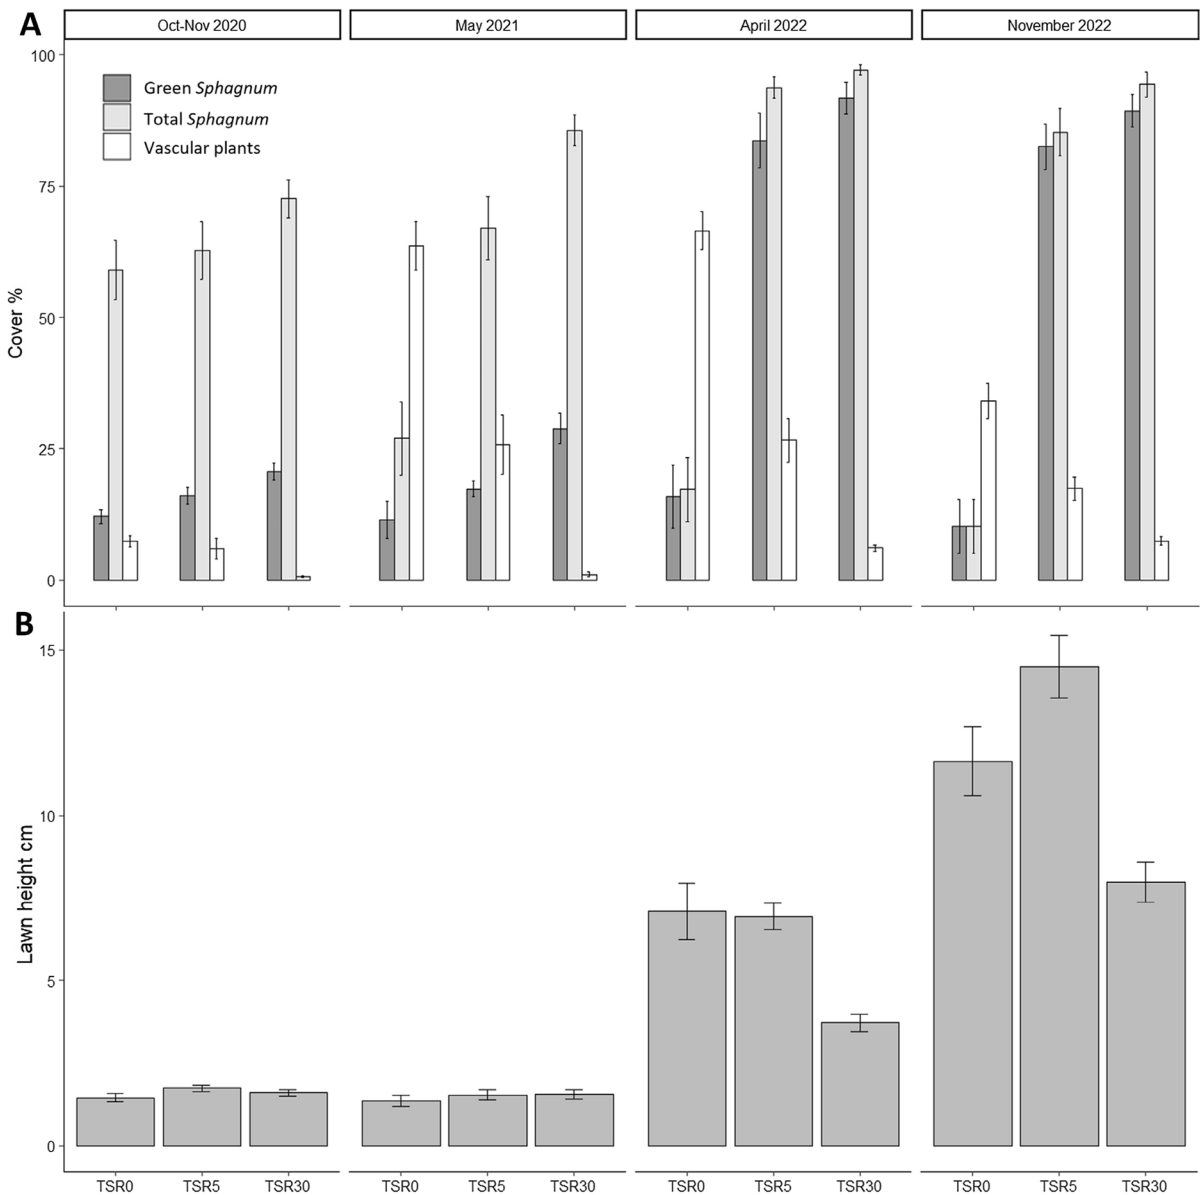 A
Oct-Nov 2020
May 2021
April 2022
November 2022
100
75
50
25
0
Cover %
Green Sphagnum
Total Sphagnum
Vascular plants
B
15
10
5
0
Lawn height cm
TSR0 TSR5 TSR30 TSR0 TSR5 TSR30 TSR0 TSR5 TSR30 TSR0 TSR5 TSR30